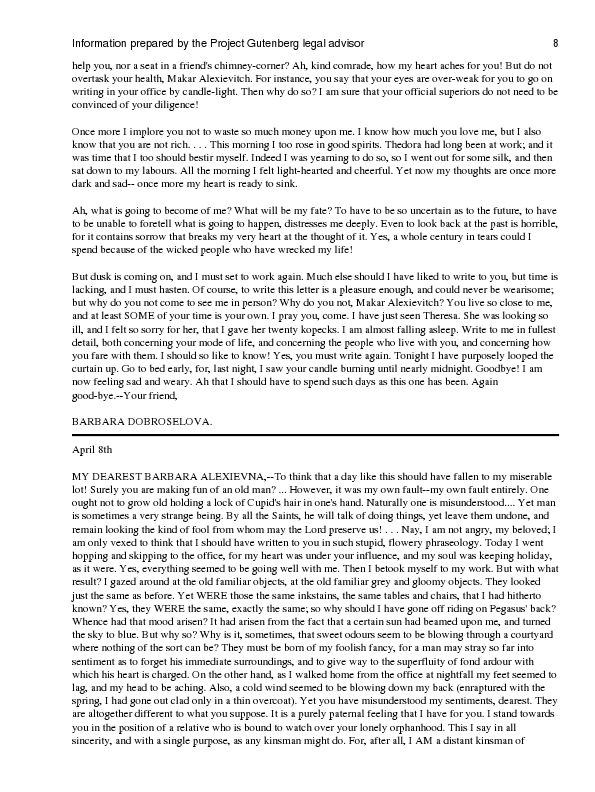 Information prepared by the Project Gutenberg legal advisor 8
help you, nor a seat in a friend's chimney-corner? Ah, kind comrade, how my heart aches for you! But do not
overtask your health, Makar Alexievitch. For instance, you say that your eyes are over-weak for you to go on
writing in your office by candle-light. Then why do so? I am sure that your official superiors do not need to be
convinced of your diligence!
Once more I implore you not to waste so much money upon me. I know how much you love me, but I also
know that you are not rich. . . . This morning I too rose in good spirits. Thedora had long been at work; and it
was time that I too should bestir myself. Indeed I was yearning to do so, so I went out for some silk, and then
sat down to my labours. All the morning I felt light-hearted and cheerful. Yet now my thoughts are once more
dark and sad-- once more my heart is ready to sink.
Ah, what is going to become of me? What will be my fate? To have to be so uncertain as to the future, to have
to be unable to foretell what is going to happen, distresses me deeply. Even to look back at the past is horrible,
for it contains sorrow that breaks my very heart at the thought of it. Yes, a whole century in tears could I
spend because of the wicked people who have wrecked my life!
But dusk is coming on, and I must set to work again. Much else should I have liked to write to you, but time is
lacking, and I must hasten. Of course, to write this letter is a pleasure enough, and could never be wearisome;
but why do you not come to see me in person? Why do you not, Makar Alexievitch? You live so close to me,
and at least SOME of your time is your own. I pray you, come. I have just seen Theresa. She was looking so
ill, and I felt so sorry for her, that I gave her twenty kopecks. I am almost falling asleep. Write to me in fullest
detail, both concerning your mode of life, and concerning the people who live with you, and concerning how
you fare with them. I should so like to know! Yes, you must write again. Tonight I have purposely looped the
curtain up. Go to bed early, for, last night, I saw your candle burning until nearly midnight. Goodbye! I am
now feeling sad and weary. Ah that I should have to spend such days as this one has been. Again
good-bye.--Your friend,
BARBARA DOBROSELOVA.
April 8th
MY DEAREST BARBARA ALEXIEVNA,--To think that a day like this should have fallen to my miserable
lot! Surely you are making fun of an old man? ... However, it was my own fault--my own fault entirely. One
ought not to grow old holding a lock of Cupid's hair in one's hand. Naturally one is misunderstood.... Yet man
is sometimes a very strange being. By all the Saints, he will talk of doing things, yet leave them undone, and
remain looking the kind of fool from whom may the Lord preserve us! . . . Nay, I am not angry, my beloved; I
am only vexed to think that I should have written to you in such stupid, flowery phraseology. Today I went
hopping and skipping to the office, for my heart was under your influence, and my soul was keeping holiday,
as it were. Yes, everything seemed to be going well with me. Then I betook myself to my work. But with what
result? I gazed around at the old familiar objects, at the old familiar grey and gloomy objects. They looked
just the same as before. Yet WERE those the same inkstains, the same tables and chairs, that I had hitherto
known? Yes, they WERE the same, exactly the same; so why should I have gone off riding on Pegasus' back?
Whence had that mood arisen? It had arisen from the fact that a certain sun had beamed upon me, and turned
the sky to blue. But why so? Why is it, sometimes, that sweet odours seem to be blowing through a courtyard
where nothing of the sort can be? They must be born of my foolish fancy, for a man may stray so far into
sentiment as to forget his immediate surroundings, and to give way to the superfluity of fond ardour with
which his heart is charged. On the other hand, as I walked home from the office at nightfall my feet seemed to
lag, and my head to be aching. Also, a cold wind seemed to be blowing down my back (enraptured with the
spring, I had gone out clad only in a thin overcoat). Yet you have misunderstood my sentiments, dearest. They
are altogether different to what you suppose. It is a purely paternal feeling that I have for you. I stand towards
you in the position of a relative who is bound to watch over your lonely orphanhood. This I say in all
sincerity, and with a single purpose, as any kinsman might do. For, after all, I AM a distant kinsman of